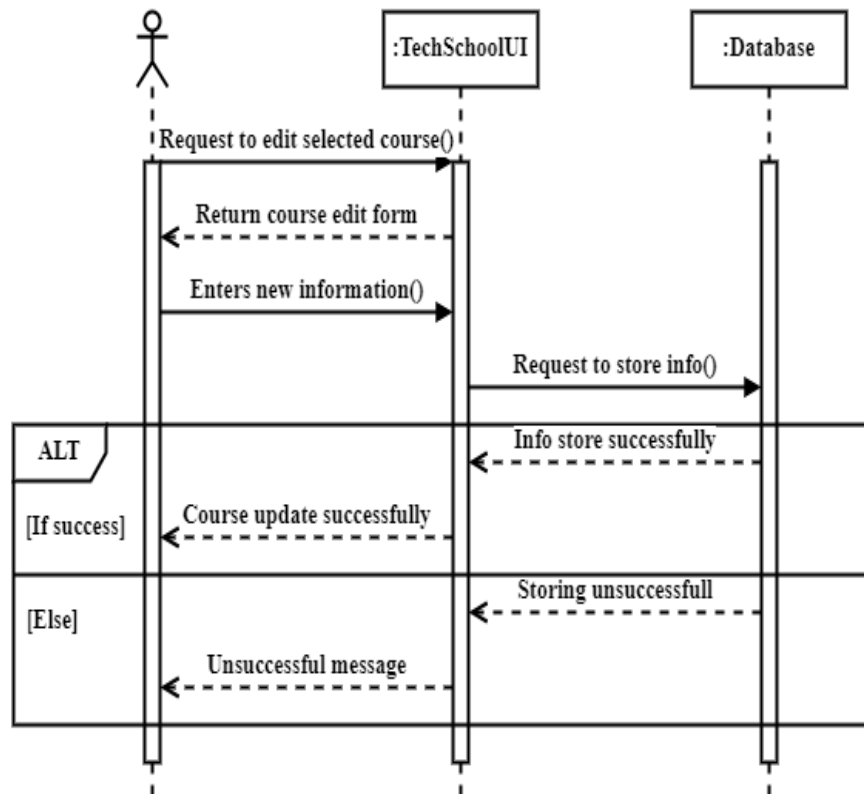 :TechSchoolUI
:Database
Request to edit selected course()
Return course edit form
Enters new information()
Request to store info()
ALT
Info store successfully
[If success]
Course update successfully
Storing unsuccessfull
[Else]
Unsuccessful message